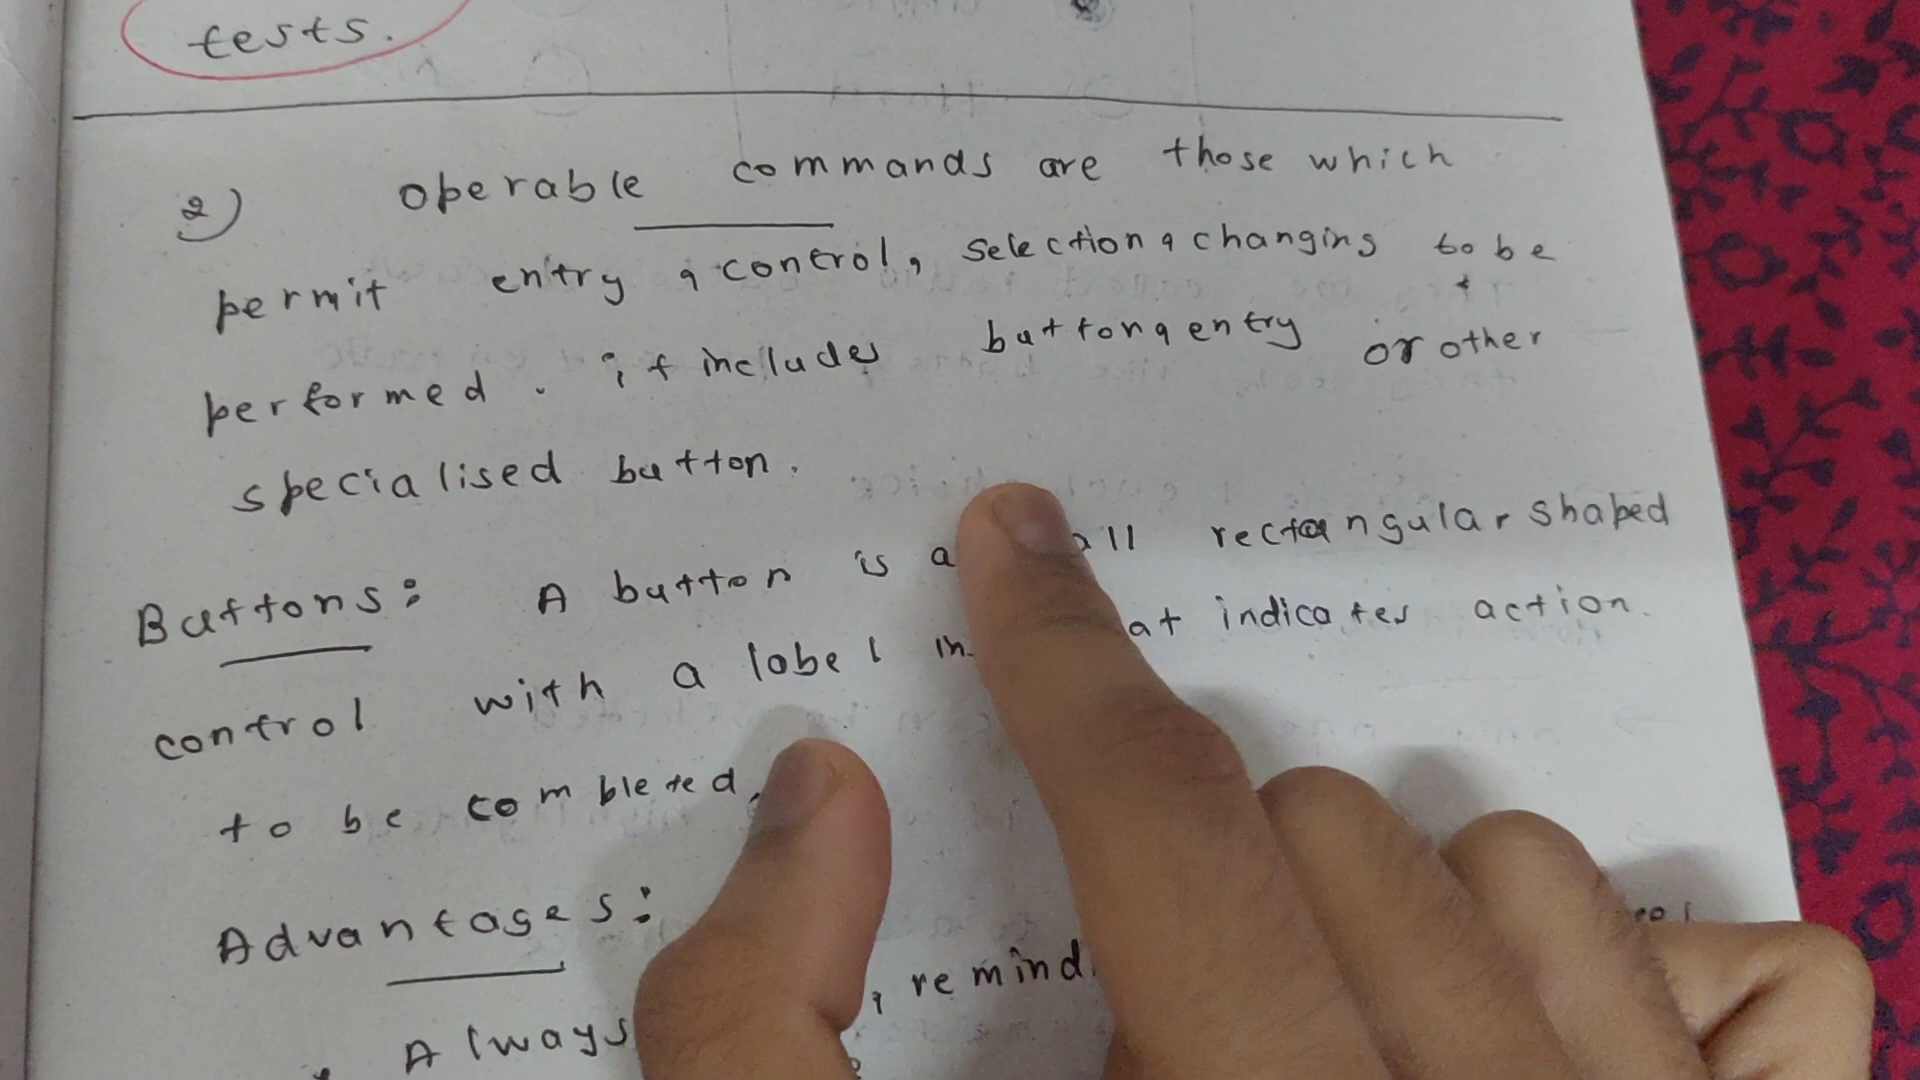 tests.
2) operable commands are those which
permit entry, control, selection, changing to be
performed. it includes button, entry or other
specialised button.
Buttons: A button is a rectangular shaped
control with a label indicates action.
to be completed.
Advantages:
Always , remind